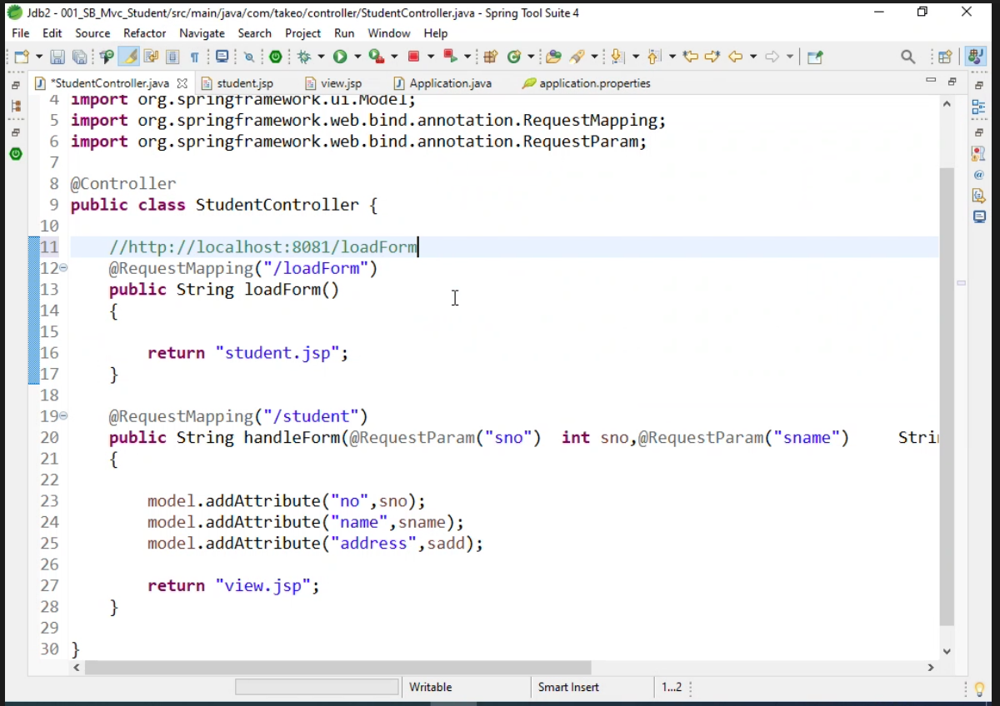 Jdb2 - 001_SB_Mvc_Student/src/main/java/com/takeo/controller/StudentController.java - Spring Tool Suite 4
File Edit Source Refactor Navigate Search Project Run Window Help
*StudentController.java student.jsp view.jsp Application.java application.properties
4 import org.springframework.ui.Model;
5 import org.springframework.web.bind.annotation.RequestMapping;
6 import org.springframework.web.bind.annotation.RequestParam;
7
8 @Controller
9 public class StudentController {
10
11 //http://localhost:8081/loadForm
12 @RequestMapping("/loadForm")
13 public String loadForm()
14 {
15
16 return "student.jsp";
17 }
18
19 @RequestMapping("/student")
20 public String handleForm(@RequestParam("sno") int sno,@RequestParam("sname") Stri
21 {
22
23 model.addAttribute("no",sno);
24 model.addAttribute("name",sname);
25 model.addAttribute("address",sadd);
26
27 return "view.jsp";
28 }
29
30 }
Writable Smart Insert 1...2